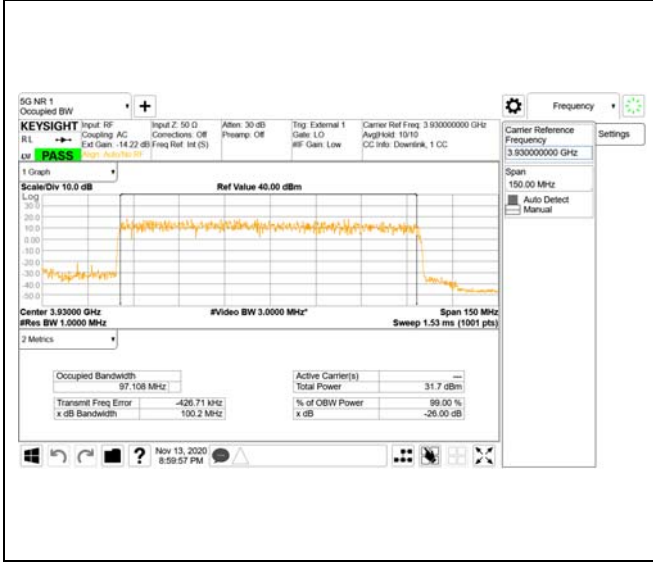 5G NR 1
Occupied BW
Frequency
KEYSIGHT
R L
PASS
Input: RF
Coupling: AC
Ext Gain: -14.22 dB
Align: Auto/No RF
Input Z: 50 Ω
Corrections: Off
Freq Ref: Int (S)
Atten: 30 dB
Preamp: Off
Trig: External 1
Gate: LO
#IF Gain: Low
Carrier Ref Freq: 3.930000000 GHz
Avg|Hold: 10/10
CC Info: Downlink, 1 CC
Carrier Reference
Frequency
3.930000000 GHz
Settings
Span
150.00 MHz
Auto Detect
Manual
1 Graph
Scale/Div 10.0 dB
Ref Value 40.00 dBm
Log
30.0
20.0
10.0
0.00
-10.0
-20.0
-30.0
-40.0
-50.0
Center 3.93000 GHz
#Video BW 3.0000 MHz*
Span 150 MHz
#Res BW 1.0000 MHz
Sweep 1.53 ms (1001 pts)
2 Metrics
Occupied Bandwidth
97.108 MHz
Transmit Freq Error -426.71 kHz
x dB Bandwidth 100.2 MHz
Active Carrier(s) ---
Total Power 31.7 dBm
% of OBW Power 99.00 %
x dB -26.00 dB
Nov 13, 2020
8:59:57 PM